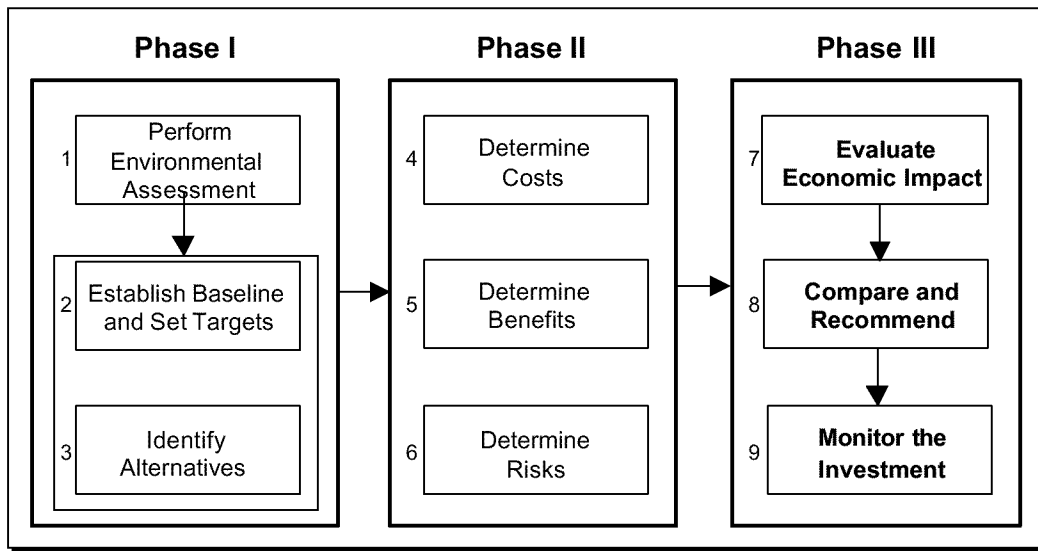 Phase I
1
Perform
Environmental
Assessment
2
Establish Baseline
and Set Targets
3
Identify
Alternatives
Phase II
4
Determine
Costs
5
Determine
Benefits
6
Determine
Risks
Phase III
7
Evaluate
Economic Impact
8
Compare and
Recommend
9
Monitor the
Investment